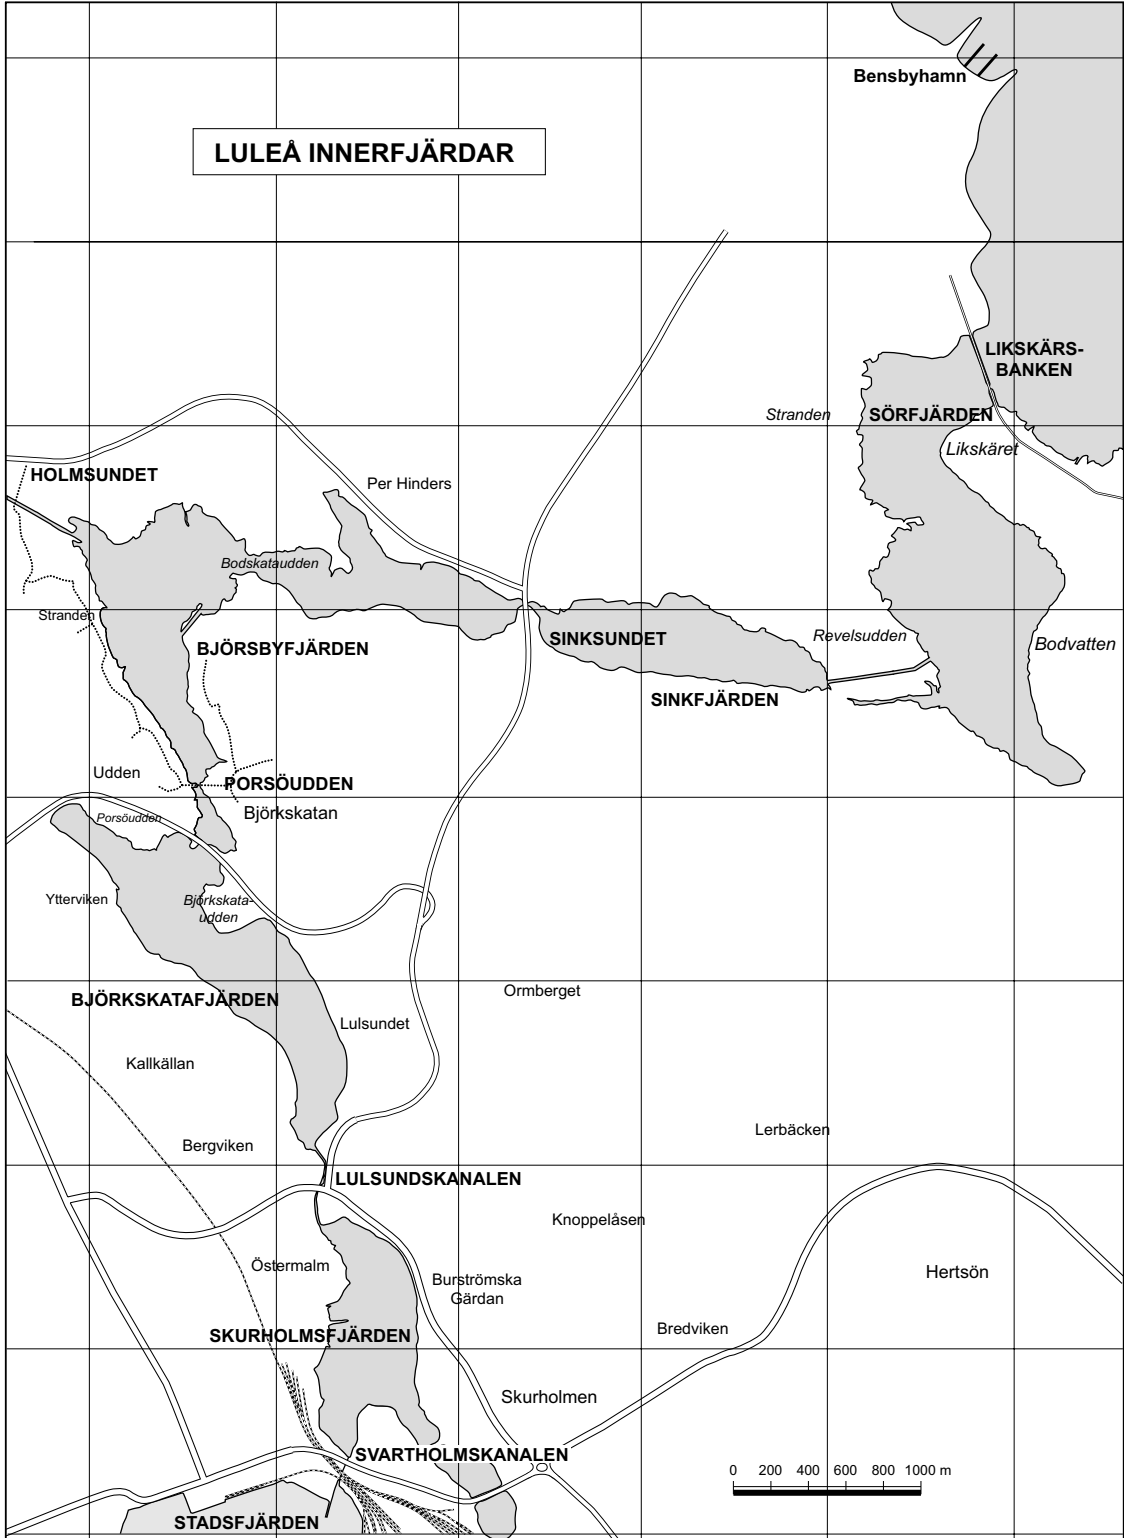 Bensbyhamn
LULEÅ INNERFJÄRDAR
LIKSKÄRS-
BANKEN
Stranden
SÖRFJÄRDEN
Likskäret
HOLMSUNDET
Per Hinders
Bodskataudden
Stranden
BJÖRSBYFJÄRDEN
SINKSUNDET
Revelsudden
Bodvatten
SINKFJÄRDEN
Udden
PORSÖUDDEN
Björkskatan
Porsöudden
Ytterviken
Björkskata-
udden
BJÖRKSKATAFJÄRDEN
Ormberget
Lulsundet
Kallkällan
Lerbäcken
Bergviken
LULSUNDSKANALEN
Knoppelåsen
Östermalm
Burströmska
Gärdan
Hertsön
SKURHOLMSFJÄRDEN
Bredviken
Skurholmen
SVARTHOLMSKANALEN
0 200 400 600 800 1000 m
STADSFJÄRDEN